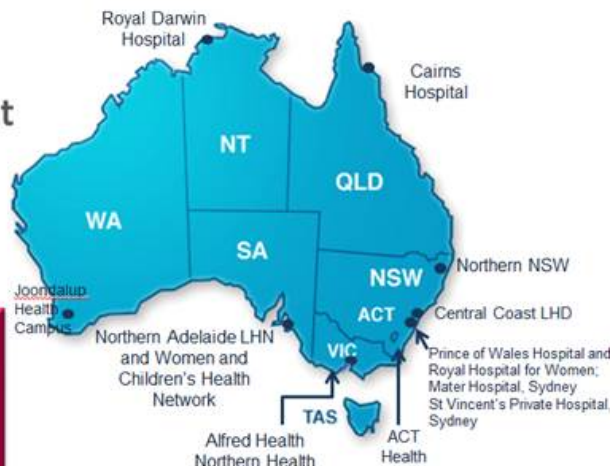 Royal Darwin
Hospital
t
Cairns
Hospital
NT
QLD
WA
SA
NSW
Northern NSW
Joondalup
Health
Campus
ACT
Central Coast LHD
Northern Adelaide LHN
and Women and
Children's Health
Network
VIC
Prince of Wales Hospital and
Royal Hospital for Women;
Mater Hospital, Sydney
St Vincent's Private Hospital,
Sydney
TAS
Alfred Health
Northern Health
ACT
Health